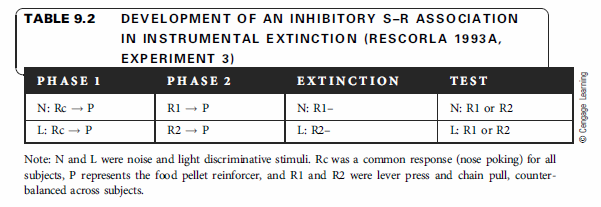 TABLE 9.2 DEVELOPMENT OF AN INHIBITORY S–R ASSOCIATION
IN INSTRUMENTAL EXTINCTION (RESCORLA 1993A,
EXPERIMENT 3)
PHASE 1 PHASE 2 EXTINCTION TEST
N: Rc → P R1 → P N: R1– N: R1 or R2
L: Rc → P R2 → P L: R2– L: R1 or R2
Note: N and L were noise and light discriminative stimuli. Rc was a common response (nose poking) for all
subjects, P represents the food pellet reinforcer, and R1 and R2 were lever press and chain pull, counter-
balanced across subjects.
© Cengage Learning